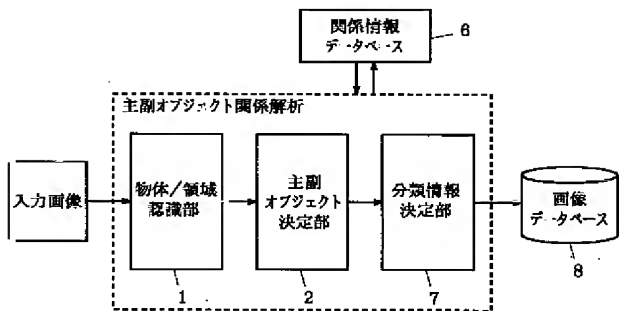 関係情報
データベース
6
主副オブジェクト関係解析
入力画像
物体／領域
認識部
主副
オブジェクト
決定部
分類情報
決定部
画像
データベース
1
2
7
8